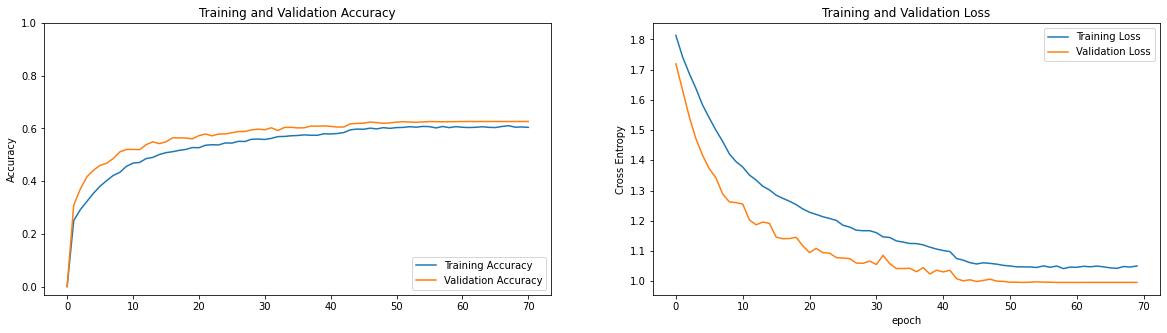 Training and Validation Accuracy
1.0
0.8
0.6
0.4
0.2
0.0
Accuracy
Training Accuracy
Validation Accuracy
0 10 20 30 40 50 60 70
Training and Validation Loss
1.8
1.7
1.6
1.5
1.4
1.3
1.2
1.1
1.0
Cross Entropy
Training Loss
Validation Loss
0 10 20 30 40 50 60 70
epoch